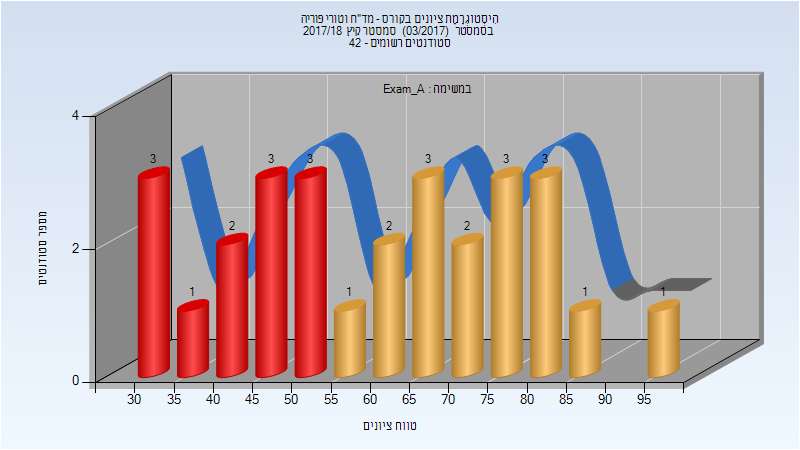 היסטוגרמת ציונים בקורס - מד"ח וטורי פוריה
בסמסטר (03/2017) סמסטר קיץ 2017/18
סטודנטים רשומים - 42
במשימה : Exam_A
מספר סטודנטים
4
2
0
3 1 2 3 3 1 2 3 2 3 3 1 1
30 35 40 45 50 55 60 65 70 75 80 85 90 95
טווח ציונים